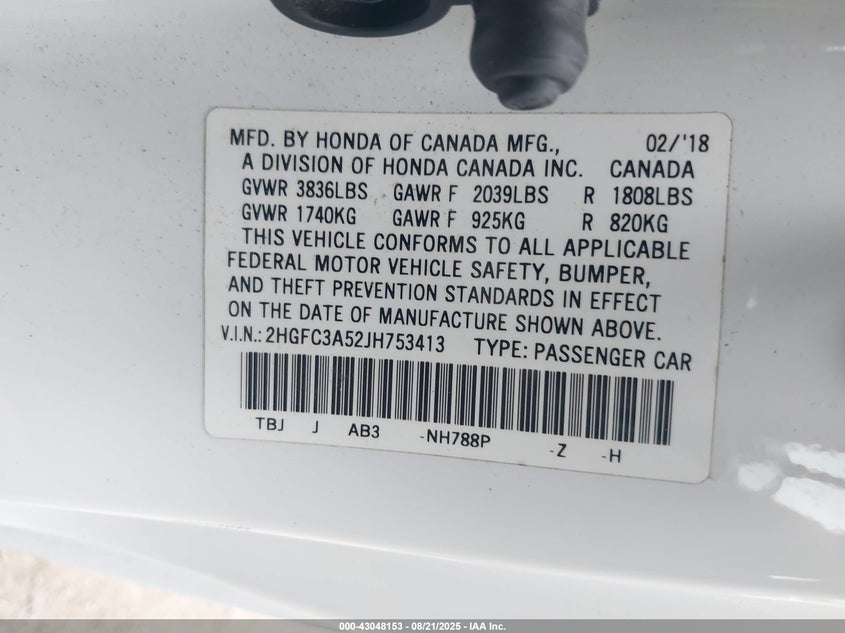 MFD. BY HONDA OF CANADA MFG., 02/'18
A DIVISION OF HONDA CANADA INC. CANADA
GVWR 3836LBS GAWR F 2039LBS R 1808LBS
GVWR 1740KG GAWR F 925KG R 820KG
THIS VEHICLE CONFORMS TO ALL APPLICABLE
FEDERAL MOTOR VEHICLE SAFETY, BUMPER,
AND THEFT PREVENTION STANDARDS IN EFFECT
ON THE DATE OF MANUFACTURE SHOWN ABOVE.
V.I.N.: 2HGFC3A52JH753413 TYPE: PASSENGER CAR
TBJ J AB3 -NH788P -Z -H
000-43048153 - 08/21/2025 - IAA Inc.